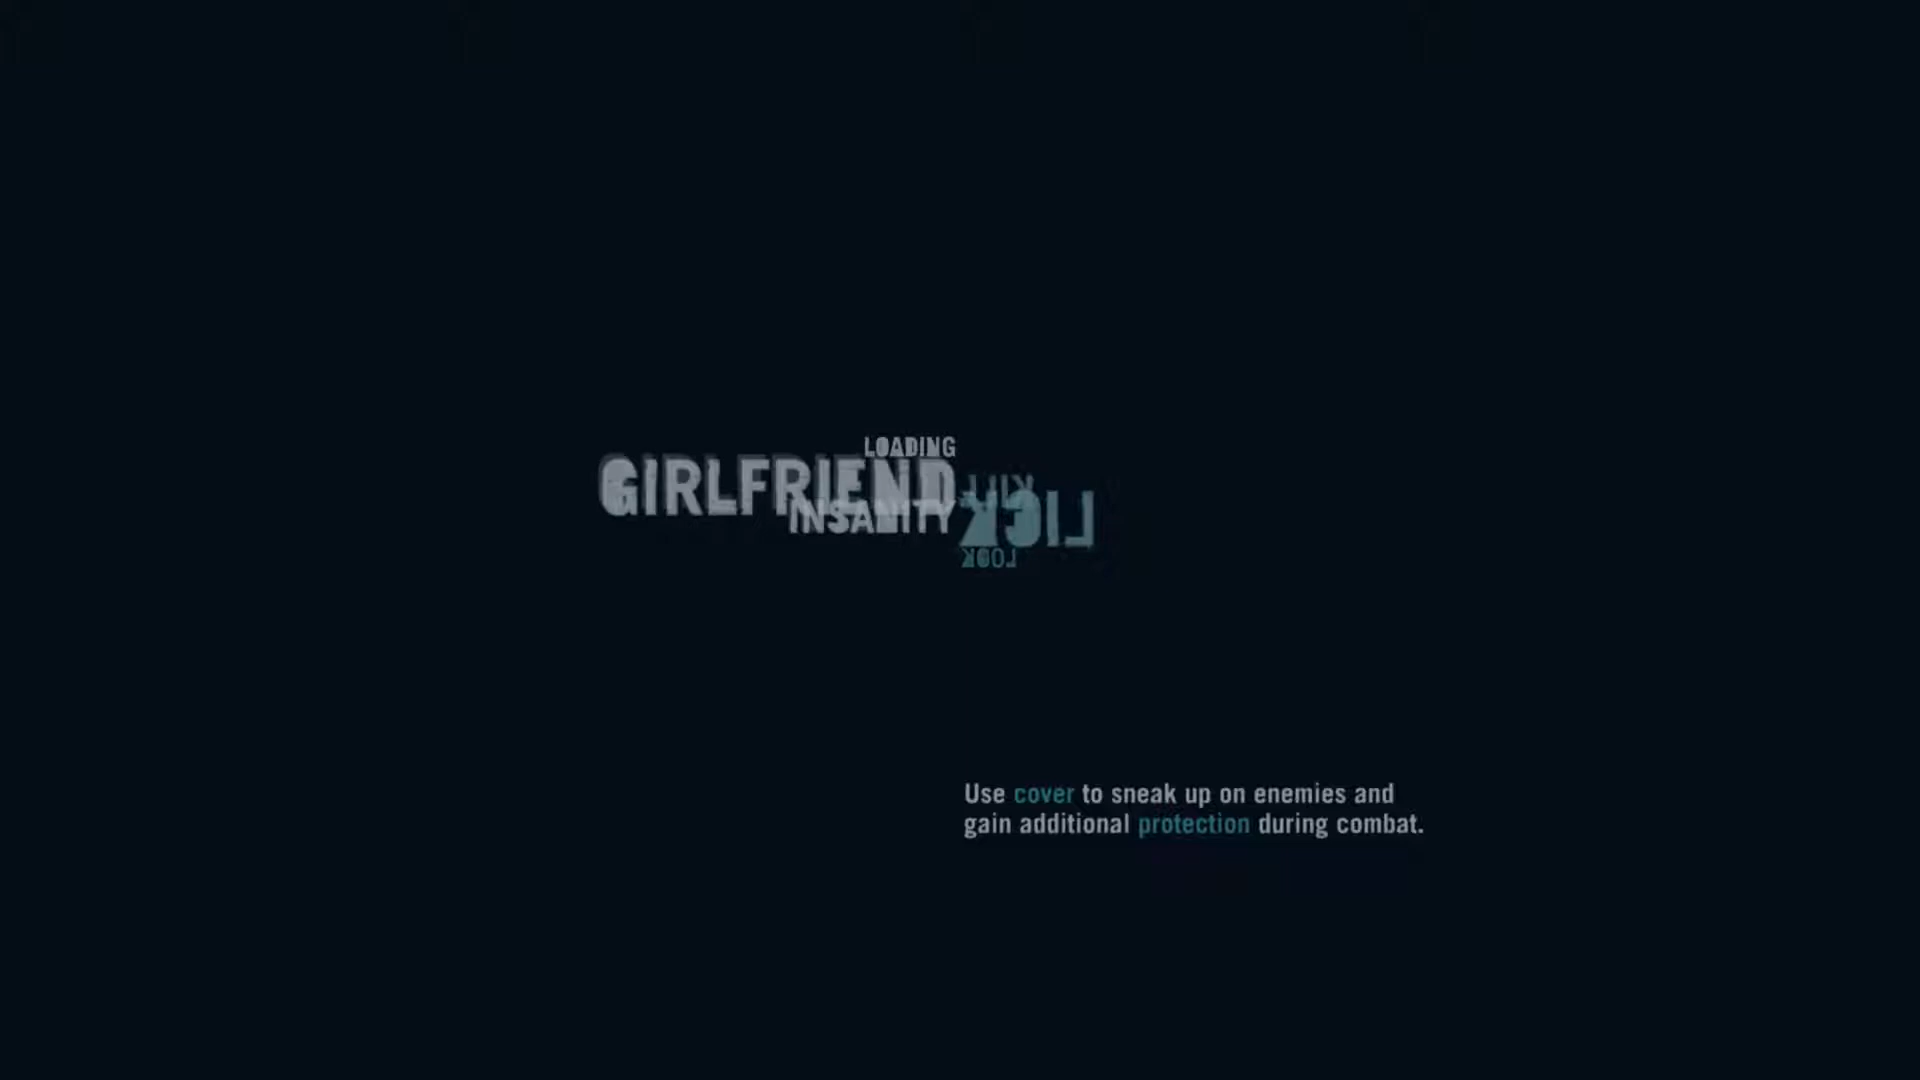 LOADING
GIRLFRIEND
INSANITY
KILL
LICK
LOOK
Use cover to sneak up on enemies and
gain additional protection during combat.